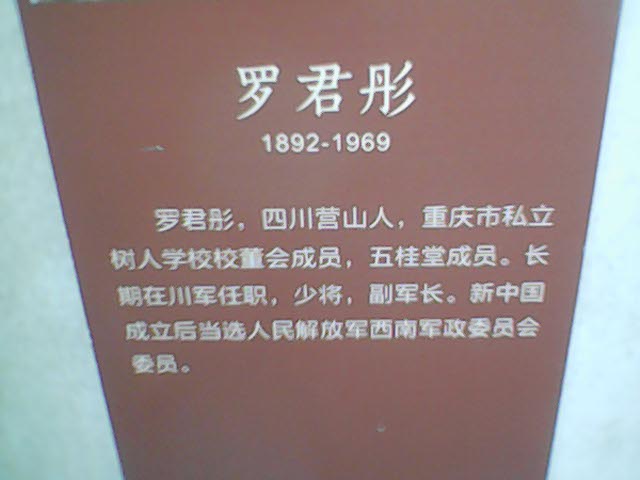 罗君彤
1892-1969
罗君彤，四川营山人，重庆市私立
树人学校校董会成员，五桂堂成员。长
期在川军任职，少将，副军长。新中国
成立后当选人民解放军西南军政委员会
委员。